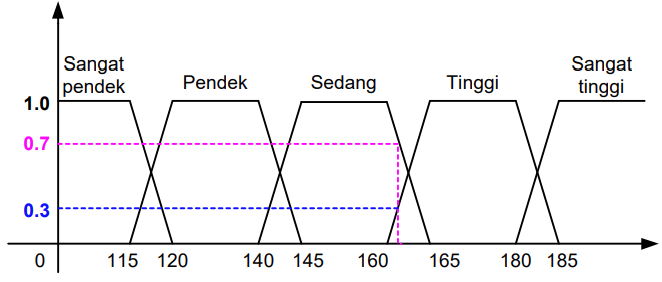 Sangat
pendek
Pendek
Sedang
Tinggi
Sangat
tinggi
1.0
0.7
0.3
0
115
120
140
145
160
165
180
185